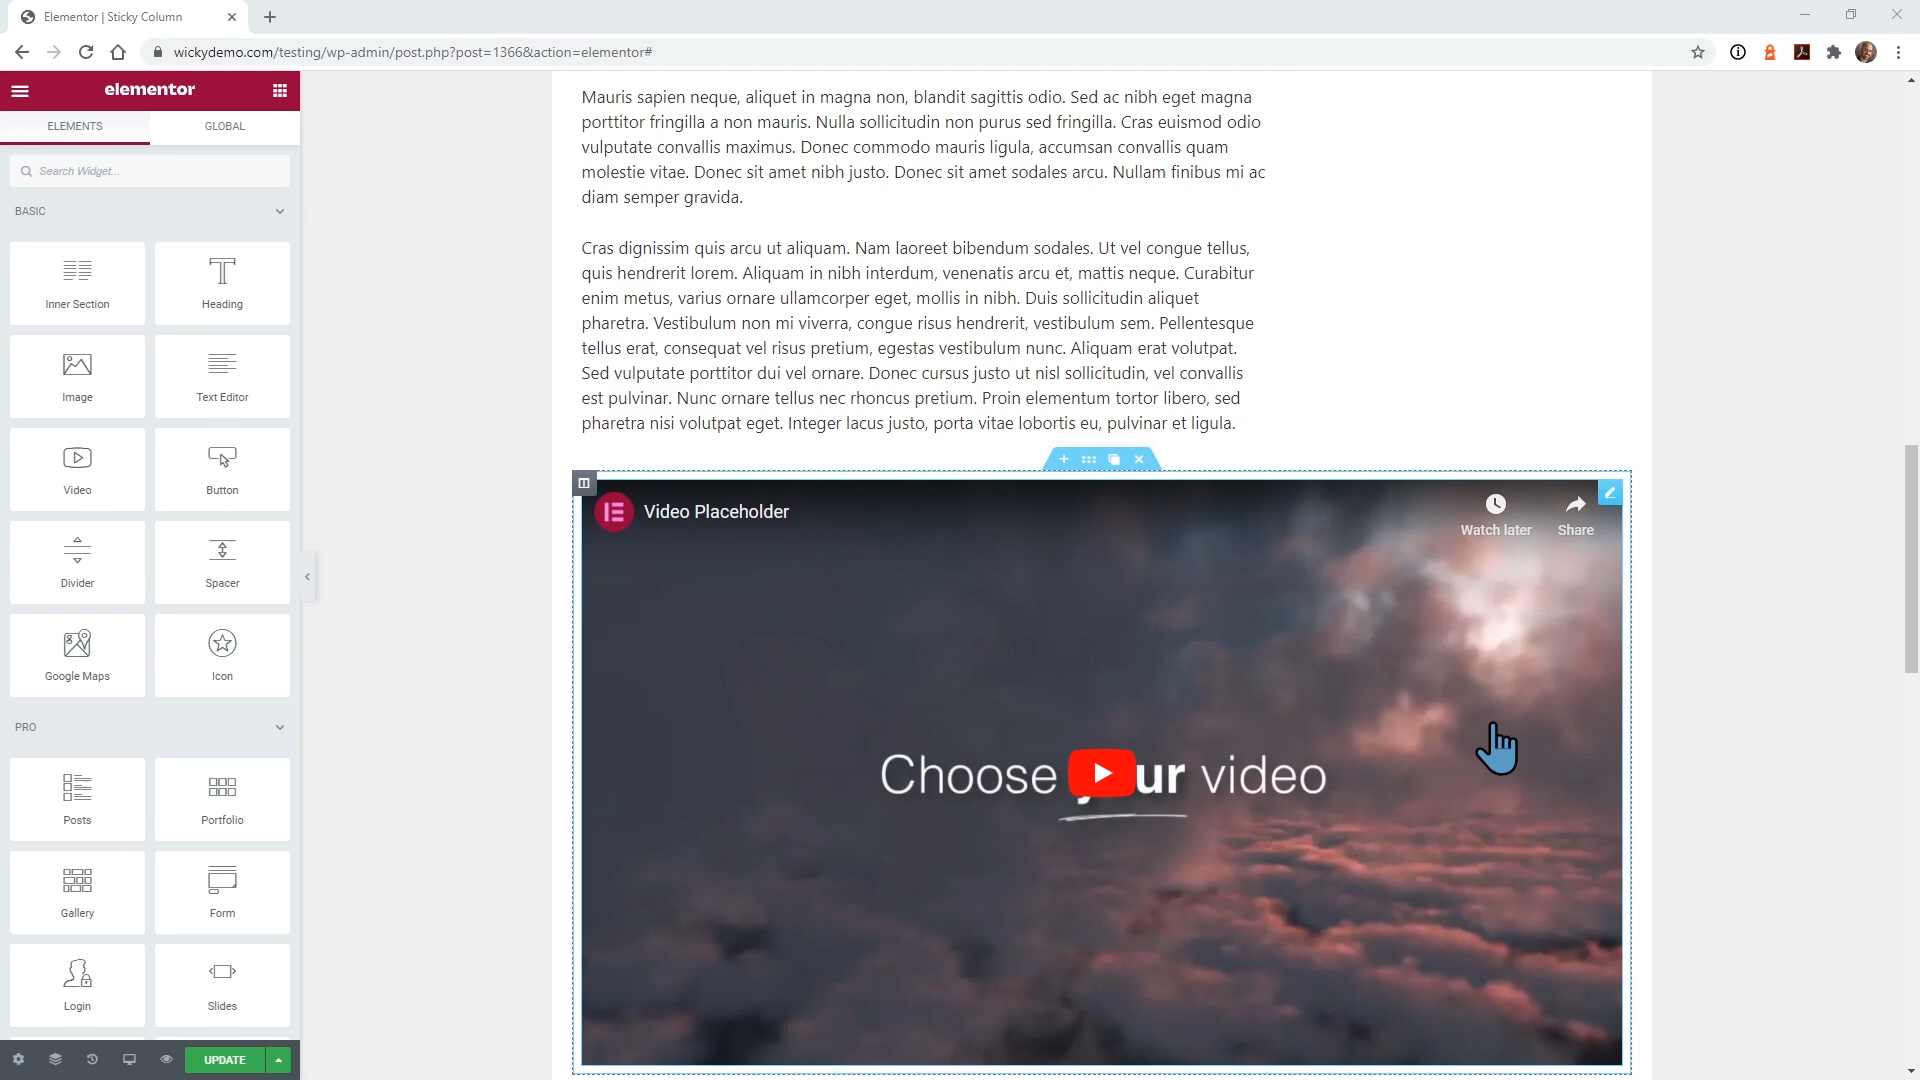 Elementor | Sticky Column
wickydemo.com/testing/wp-admin/post.php?post=1366&action=elementor#
elementor
ELEMENTS
GLOBAL
Search Widget...
BASIC
Inner Section
Heading
Image
Text Editor
Video
Button
Divider
Spacer
Google Maps
Icon
PRO
Posts
Portfolio
Gallery
Form
Login
Slides
UPDATE
Mauris sapien neque, aliquet in magna non, blandit sagittis odio. Sed ac nibh eget magna
porttitor fringilla a non mauris. Nulla sollicitudin non purus sed fringilla. Cras euismod odio
vulputate convallis maximus. Donec commodo mauris ligula, accumsan convallis quam
molestie vitae. Donec sit amet nibh justo. Donec sit amet sodales arcu. Nullam finibus mi ac
diam semper gravida.
Cras dignissim quis arcu ut aliquam. Nam laoreet bibendum sodales. Ut vel congue tellus,
quis hendrerit lorem. Aliquam in nibh interdum, venenatis arcu et, mattis neque. Curabitur
enim metus, varius ornare ullamcorper eget, mollis in nibh. Duis sollicitudin aliquet
pharetra. Vestibulum non mi viverra, congue risus hendrerit, vestibulum sem. Pellentesque
tellus erat, consequat vel risus pretium, egestas vestibulum nunc. Aliquam erat volutpat.
Sed vulputate porttitor dui vel ornare. Donec cursus justo ut nisl sollicitudin, vel convallis
est pulvinar. Nunc ornare tellus nec rhoncus pretium. Proin elementum tortor libero, sed
pharetra nisi volutpat eget. Integer lacus justo, porta vitae lobortis eu, pulvinar et ligula.
Video Placeholder
Watch later
Share
Choose your video